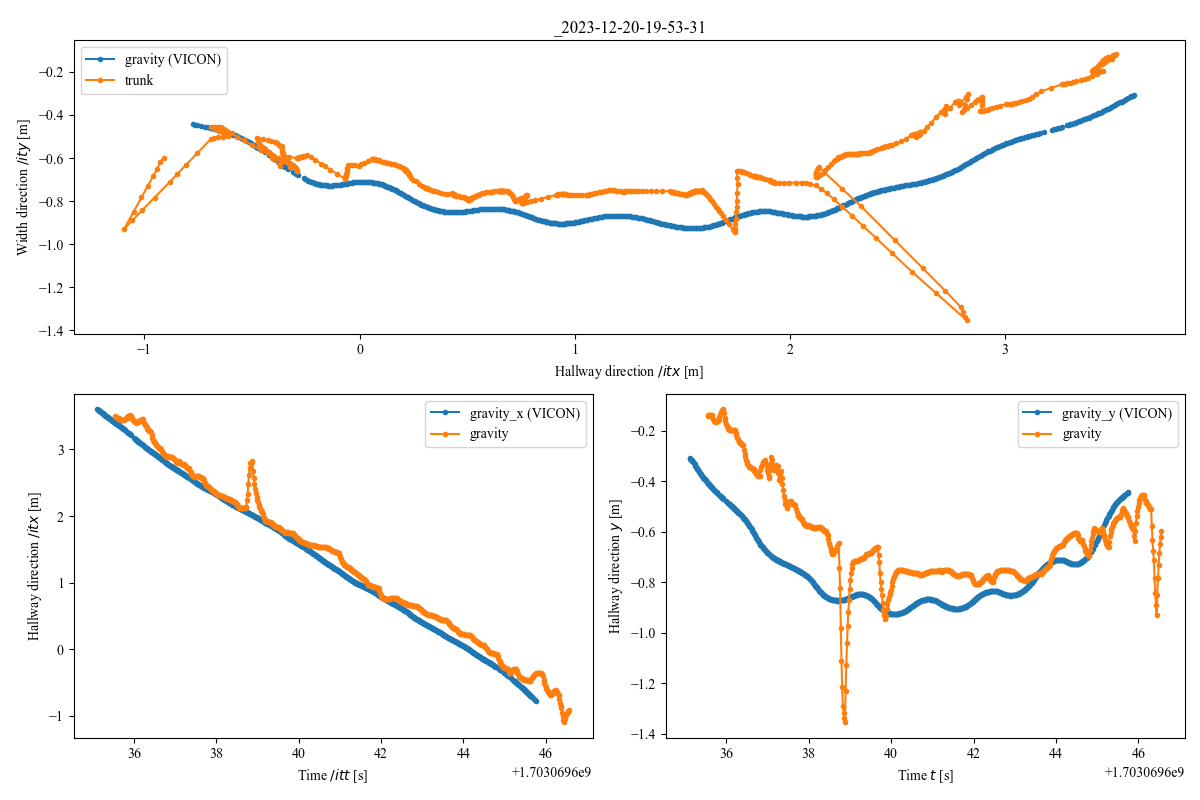 _2023-12-20-19-53-31
gravity (VICON)
trunk
Width direction /ity [m]
−0.2
−0.4
−0.6
−0.8
−1.0
−1.2
−1.4
−1
0
1
2
3
Hallway direction /itx [m]
gravity_x (VICON)
gravity
Hallway direction /itx [m]
3
2
1
0
−1
36
38
40
42
44
46
Time /itt [s]
+1.7030696e9
gravity_y (VICON)
gravity
Hallway direction y [m]
−0.2
−0.4
−0.6
−0.8
−1.0
−1.2
−1.4
36
38
40
42
44
46
Time t [s]
+1.7030696e9